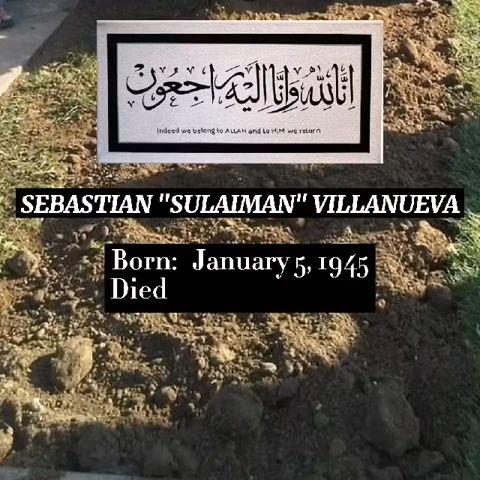 إنا لله وإنا إليه راجعون
Indeed we belong to ALLAH and to HIM we return
SEBASTIAN "SULAIMAN" VILLANUEVA
Born: January 5, 1945
Died